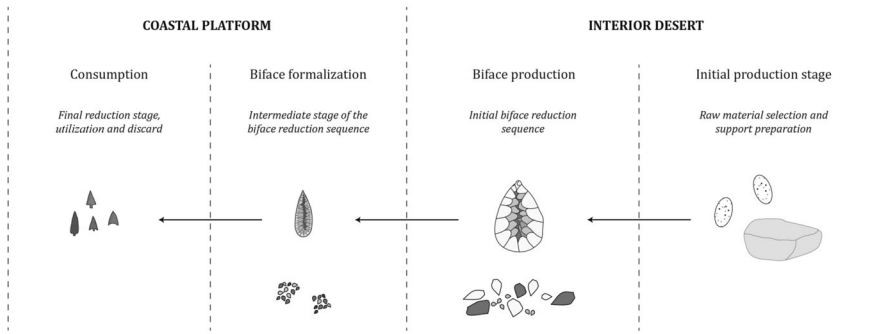 COASTAL PLATFORM
INTERIOR DESERT
Consumption
Biface formalization
Biface production
Initial production stage
Final reduction stage,
utilization and discard
Intermediate stage of the
biface reduction sequence
Initial biface reduction
sequence
Raw material selection and
support preparation